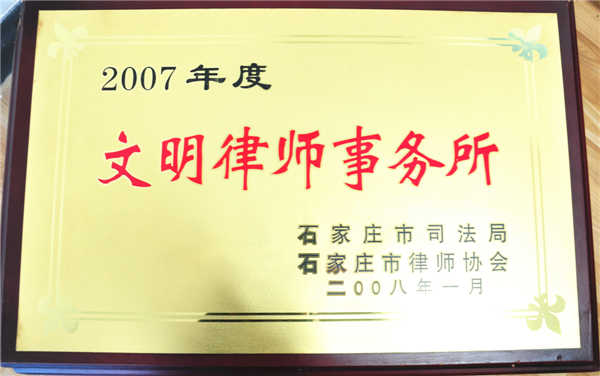 2007年度
文明律师事务所
石家庄市司法局
石家庄市律师协会
二00八年一月